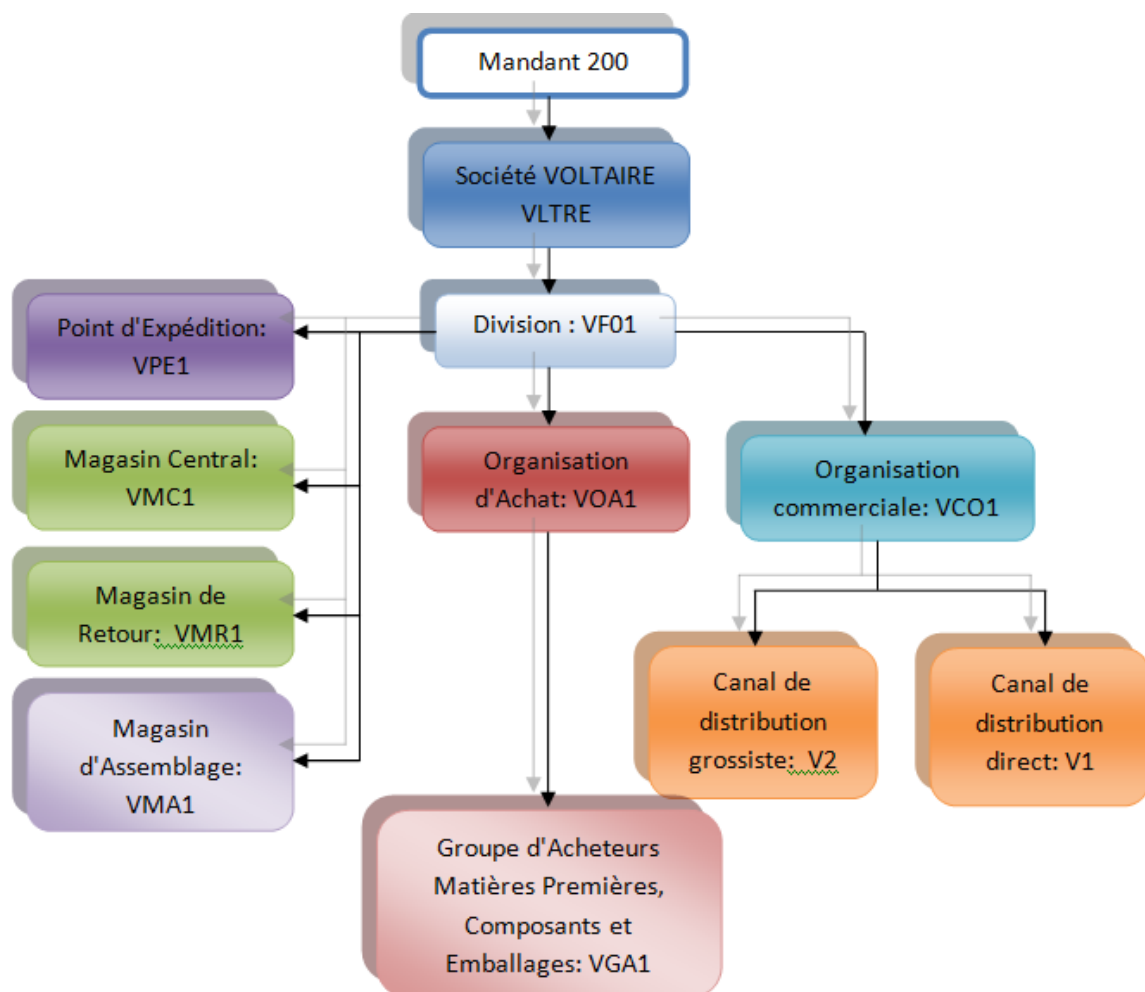 Mandant 200
Société VOLTAIRE
VLTRE
Division : VF01
Point d'Expédition:
VPE1
Magasin Central:
VMC1
Magasin de
Retour: VMR1
Magasin
d'Assemblage:
VMA1
Organisation
d'Achat: VOA1
Groupe d'Acheteurs
Matières Premières,
Composants et
Emballages: VGA1
Organisation
commerciale: VCO1
Canal de
distribution
grossiste: V2
Canal de
distribution
direct: V1